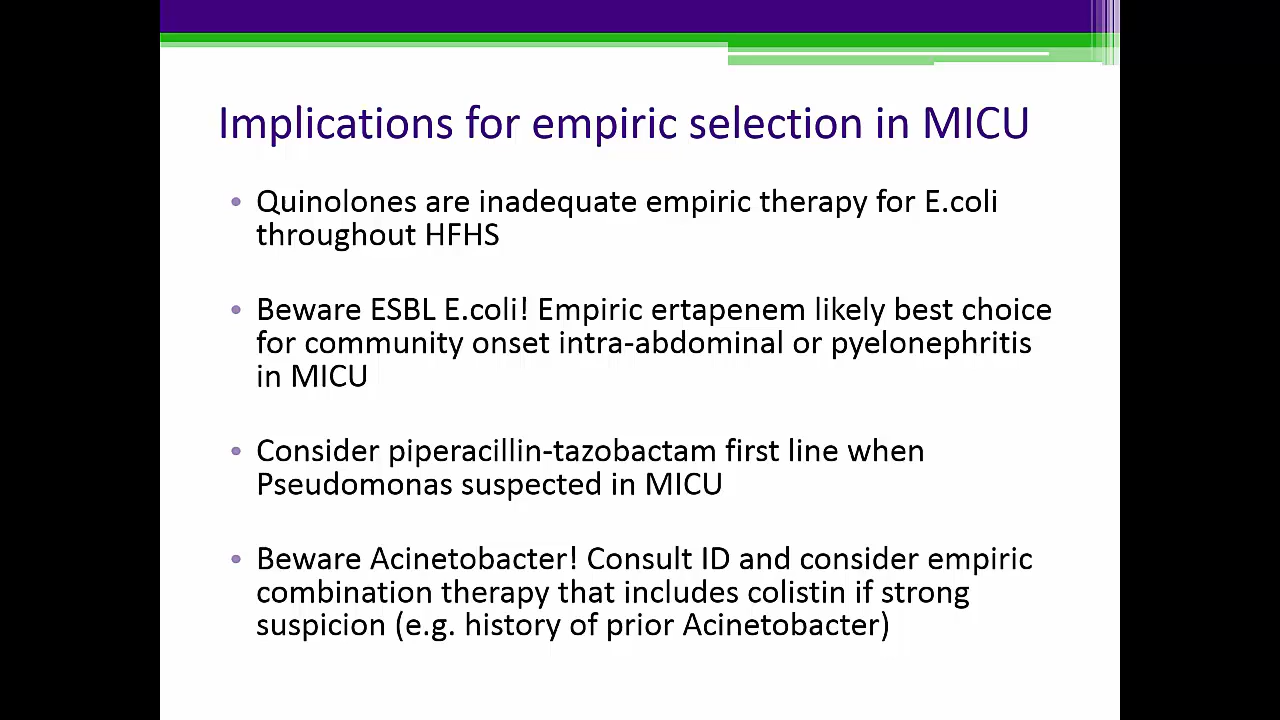 Implications for empiric selection in MICU
• Quinolones are inadequate empiric therapy for E.coli
throughout HFHS
• Beware ESBL E.coli! Empiric ertapenem likely best choice
for community onset intra-abdominal or pyelonephritis
in MICU
• Consider piperacillin-tazobactam first line when
Pseudomonas suspected in MICU
• Beware Acinetobacter! Consult ID and consider empiric
combination therapy that includes colistin if strong
suspicion (e.g. history of prior Acinetobacter)